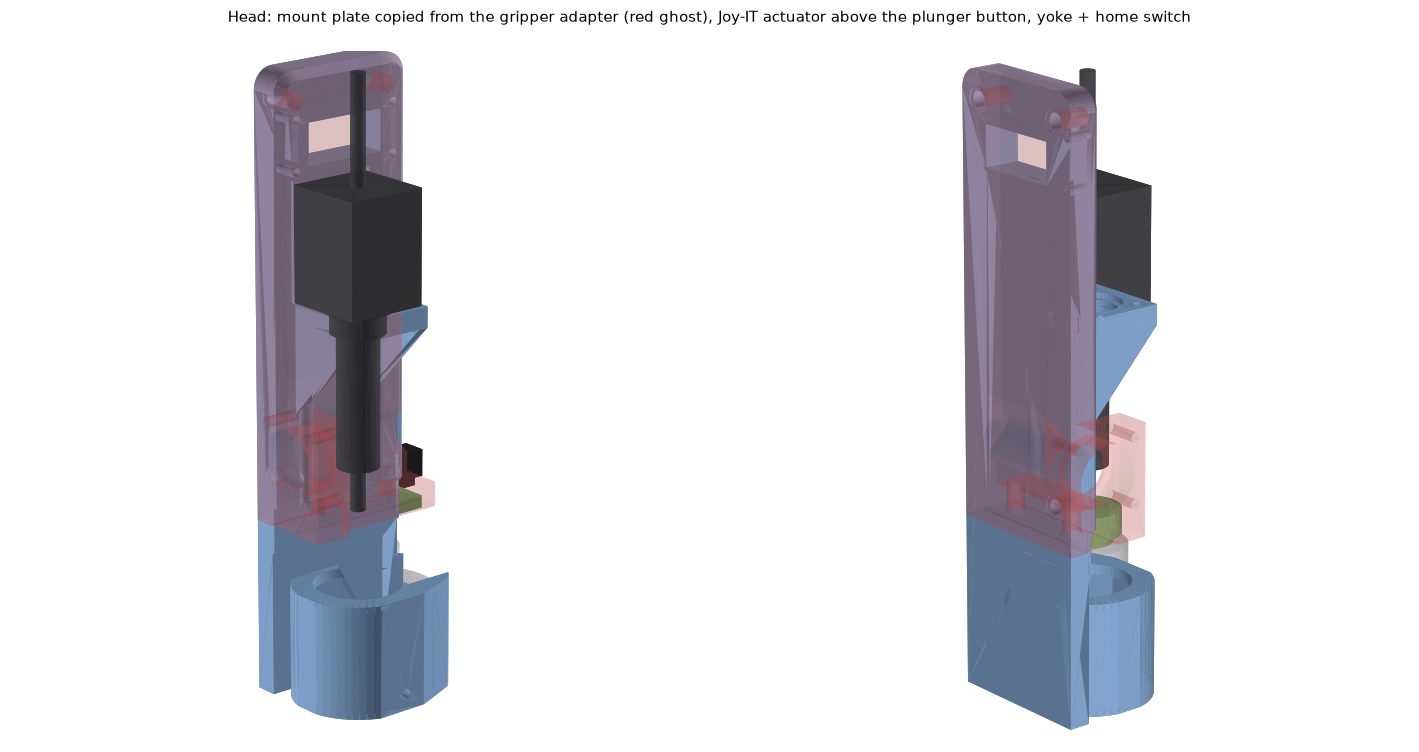 Head: mount plate copied from the gripper adapter (red ghost), Joy-IT actuator above the plunger button, yoke + home switch